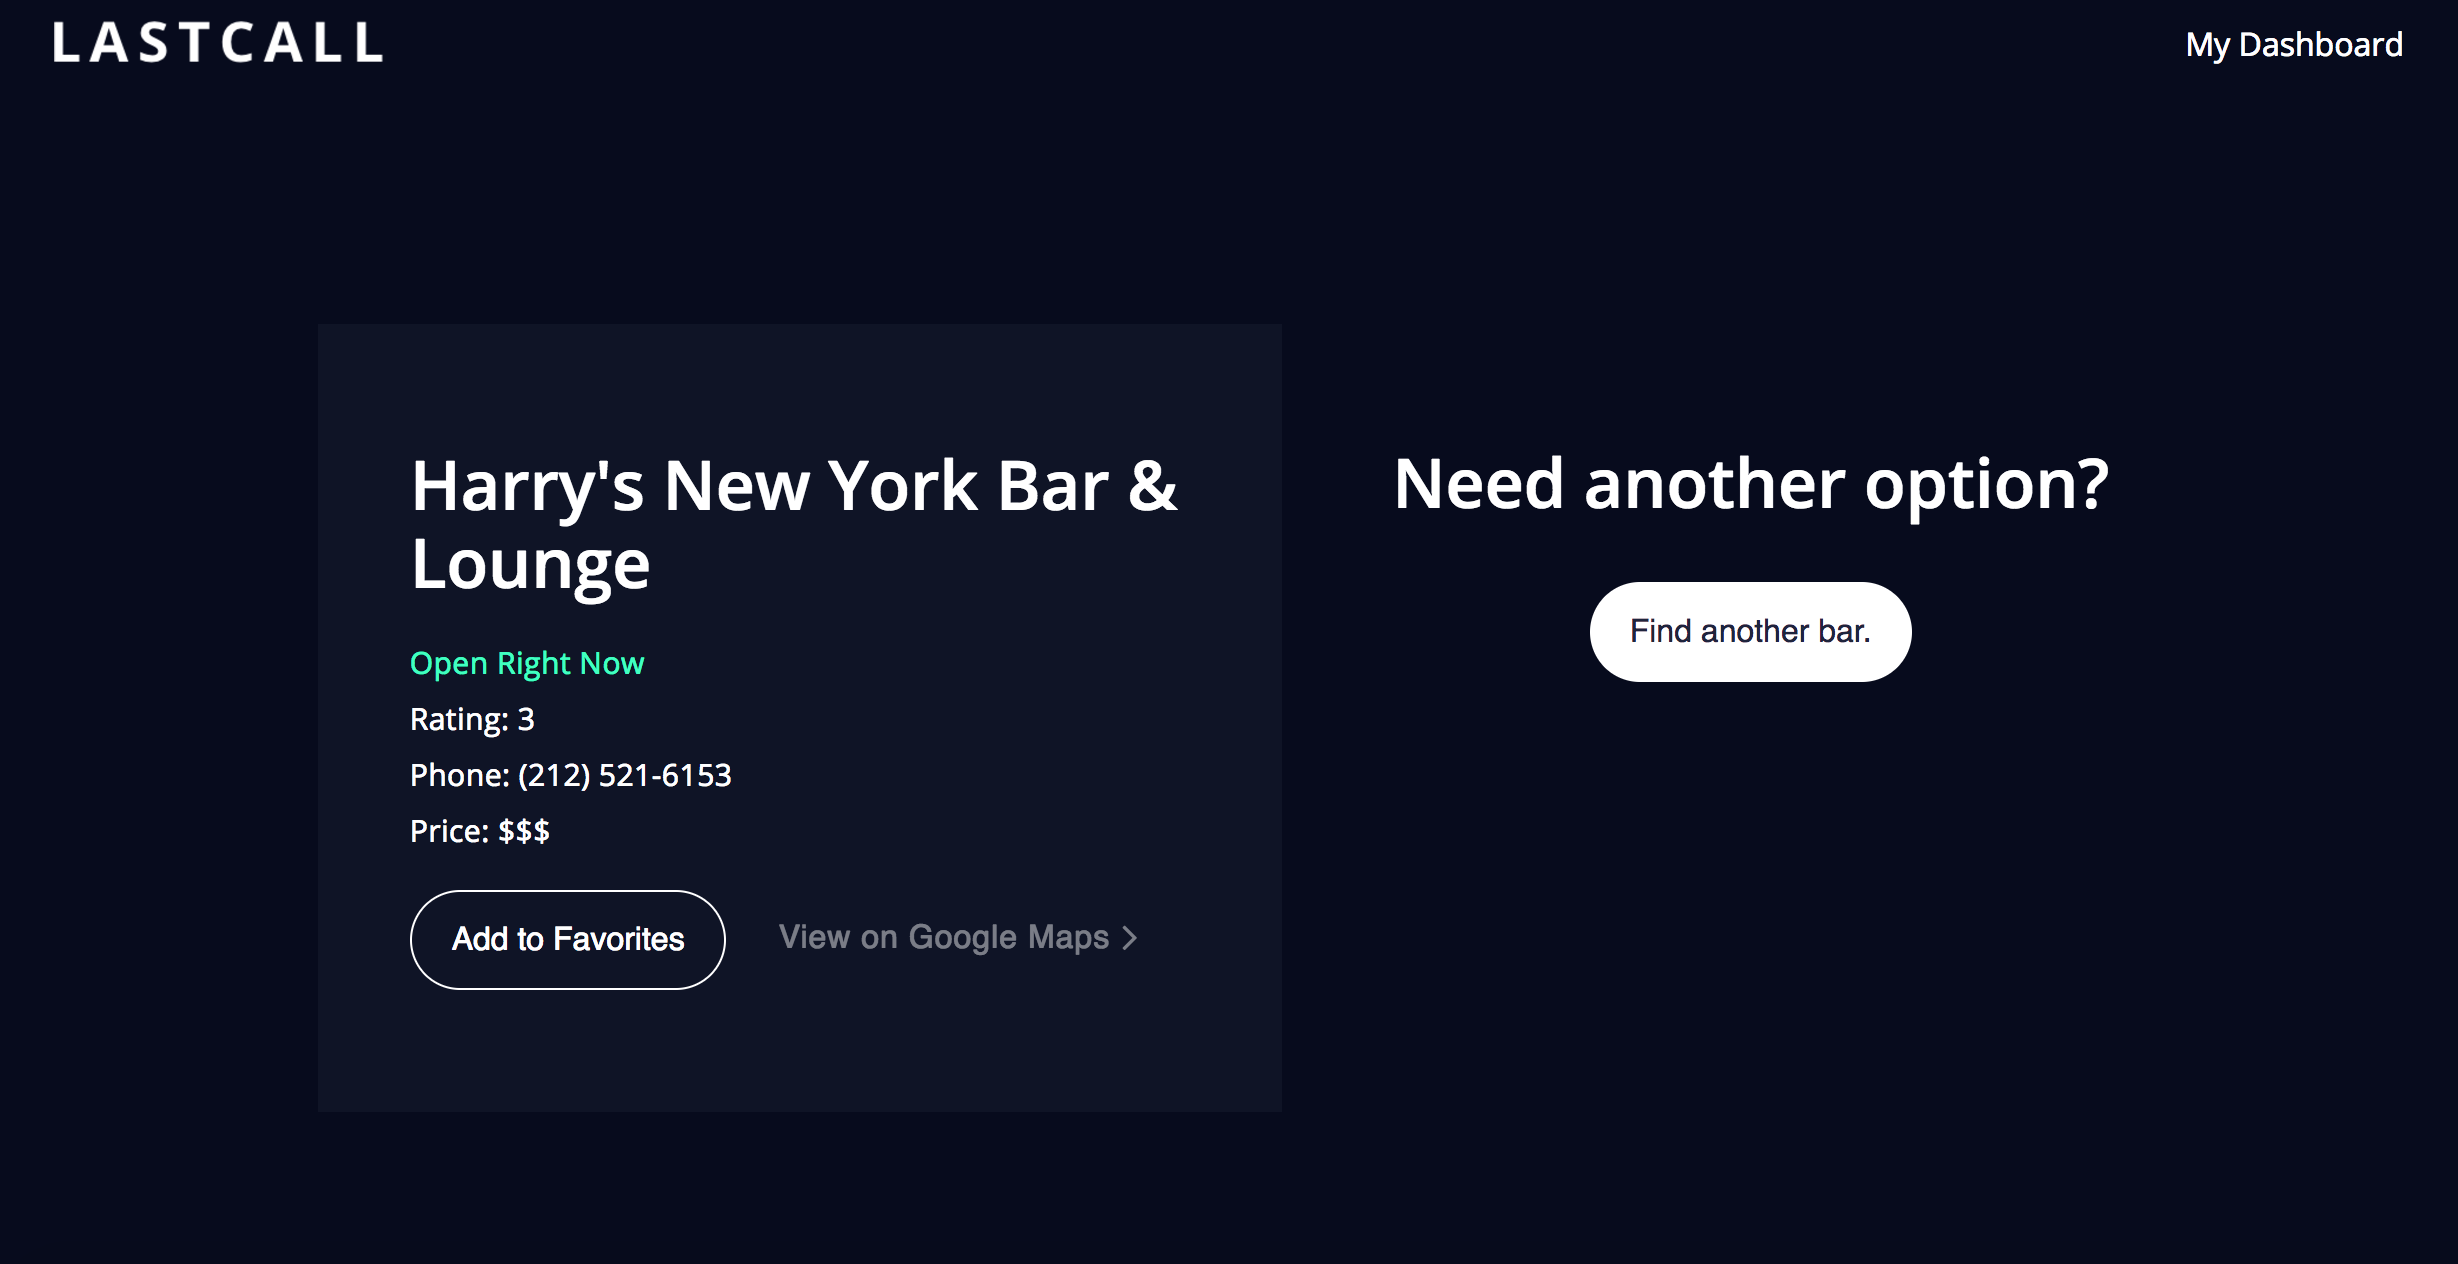 LASTCALL
My Dashboard
Harry's New York Bar &
Lounge
Open Right Now
Rating: 3
Phone: (212) 521-6153
Price: $$$
Add to Favorites
View on Google Maps >
Need another option?
Find another bar.